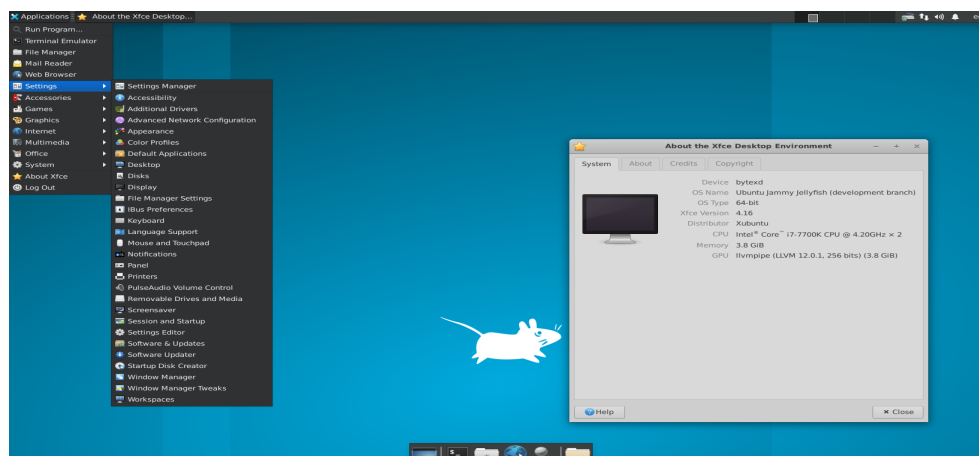 Applications
About the Xfce Desktop...
Run Program...
Terminal Emulator
File Manager
Mail Reader
Web Browser
Settings
Accessories
Games
Graphics
Internet
Multimedia
Office
System
About Xfce
Log Out
Settings Manager
Accessibility
Additional Drivers
Advanced Network Configuration
Appearance
Color Profiles
Default Applications
Desktop
Disks
Display
File Manager Settings
IBus Preferences
Keyboard
Language Support
Mouse and Touchpad
Notifications
Panel
Printers
PulseAudio Volume Control
Removable Drives and Media
Screensaver
Session and Startup
Settings Editor
Software & Updates
Software Updater
Startup Disk Creator
Window Manager
Window Manager Tweaks
Workspaces
About the Xfce Desktop Environment
System About Credits Copyright
Device bytexd
OS Name Ubuntu Jammy Jellyfish (development branch)
OS Type 64-bit
Xfce Version 4.16
Distributor Xubuntu
CPU Intel® Core™ i7-7700K CPU @ 4.20GHz × 2
Memory 3.8 GiB
GPU llvmpipe (LLVM 12.0.1, 256 bits) (3.8 GiB)
Help Close